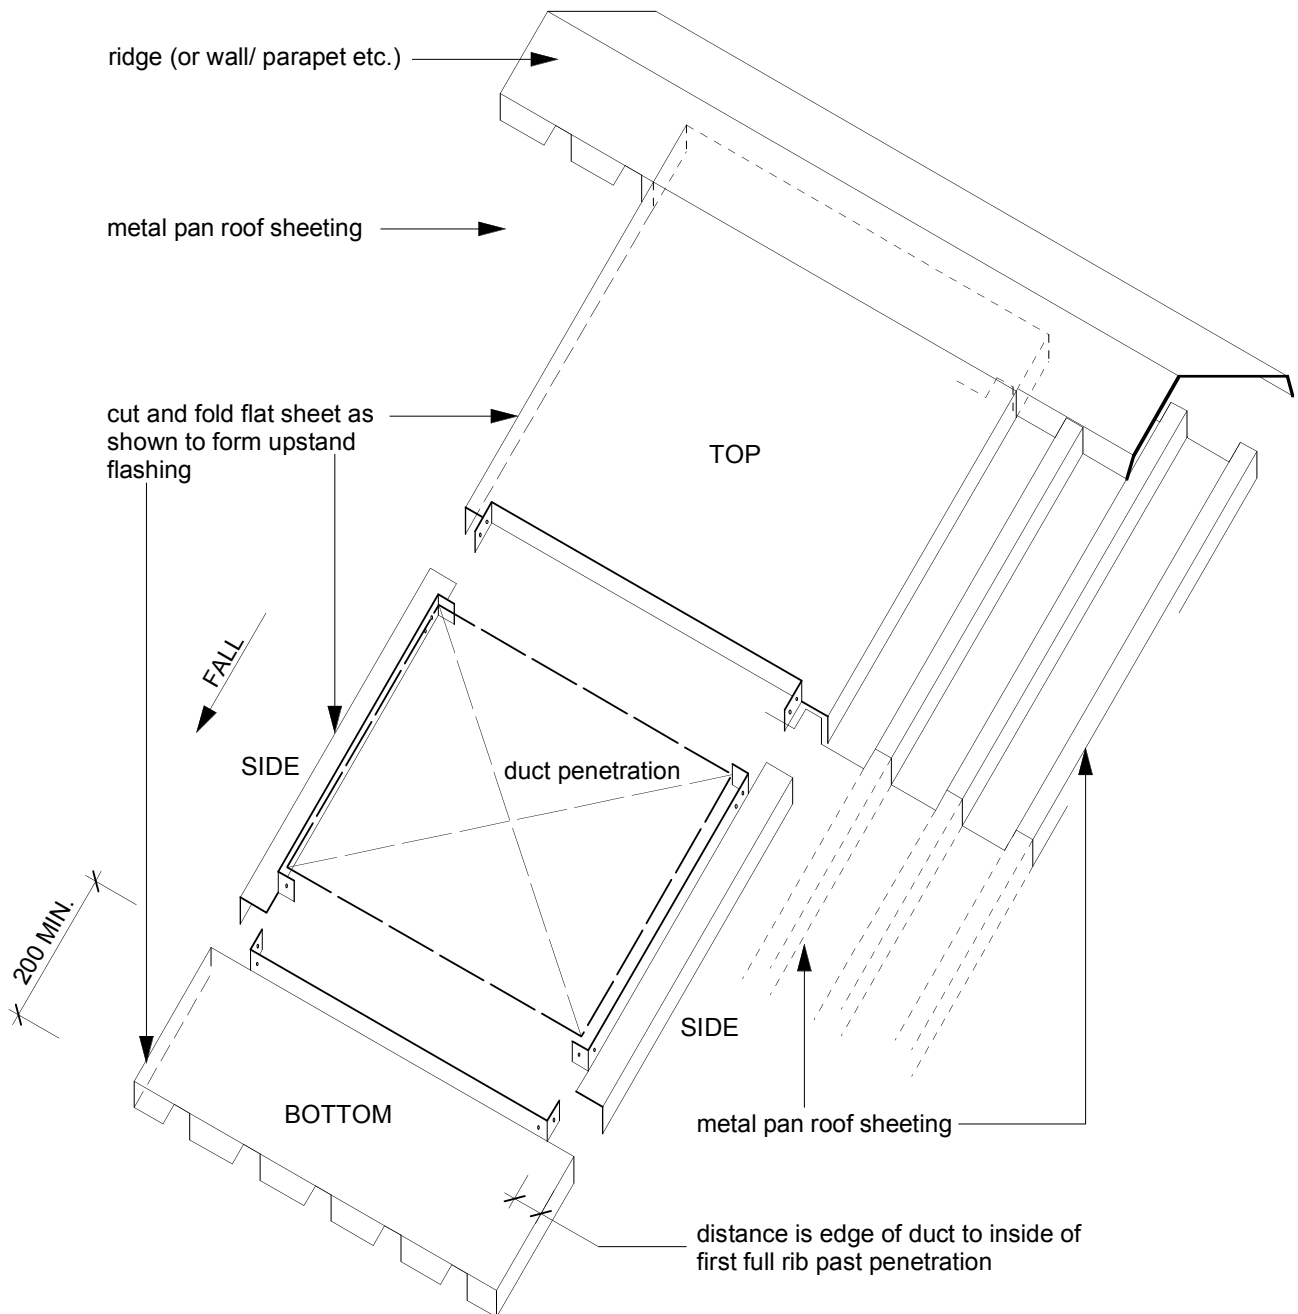 ridge (or wall/ parapet etc.)
metal pan roof sheeting
cut and fold flat sheet as
shown to form upstand
flashing
TOP
FALL
SIDE
duct penetration
200 MIN.
SIDE
BOTTOM
metal pan roof sheeting
distance is edge of duct to inside of
first full rib past penetration